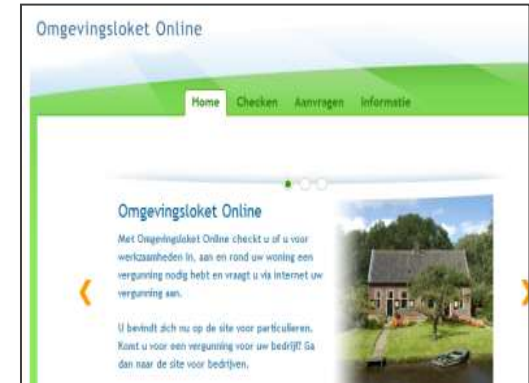 Omgevingsloket Online
Home Checken Aanvragen Informatie
Omgevingsloket Online
Met Omgevingsloket Online checkt u of u voor
werkzaamheden in, aan en rond uw woning een
vergunning nodig hebt en vraagt u via internet uw
vergunning aan.
U bevindt zich nu op de site voor particulieren.
Komt u voor een vergunning voor uw bedrijf? Ga
dan naar de site voor bedrijven.